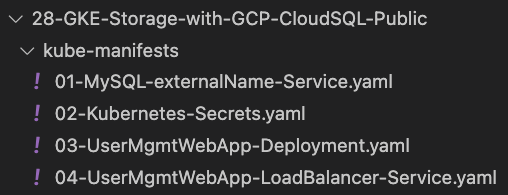 28-GKE-Storage-with-GCP-CloudSQL-Public
kube-manifests
! 01-MySQL-externalName-Service.yaml
! 02-Kubernetes-Secrets.yaml
! 03-UserMgmtWebApp-Deployment.yaml
! 04-UserMgmtWebApp-LoadBalancer-Service.yaml